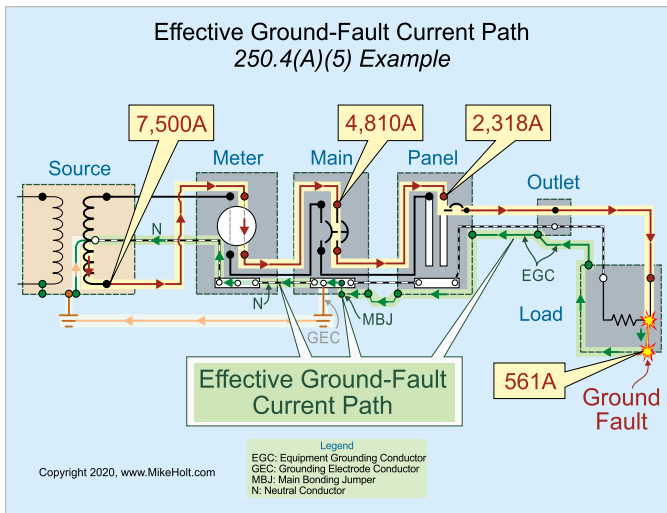 Effective Ground-Fault Current Path
250.4(A)(5) Example
7,500A
4,810A
2,318A
Source
Meter
Main
Panel
Outlet
N
EGC
N
MBJ
GEC
Load
Effective Ground-Fault
Current Path
561A
Ground
Fault
Legend
EGC: Equipment Grounding Conductor
GEC: Grounding Electrode Conductor
MBJ: Main Bonding Jumper
N: Neutral Conductor
Copyright 2020, www.MikeHolt.com